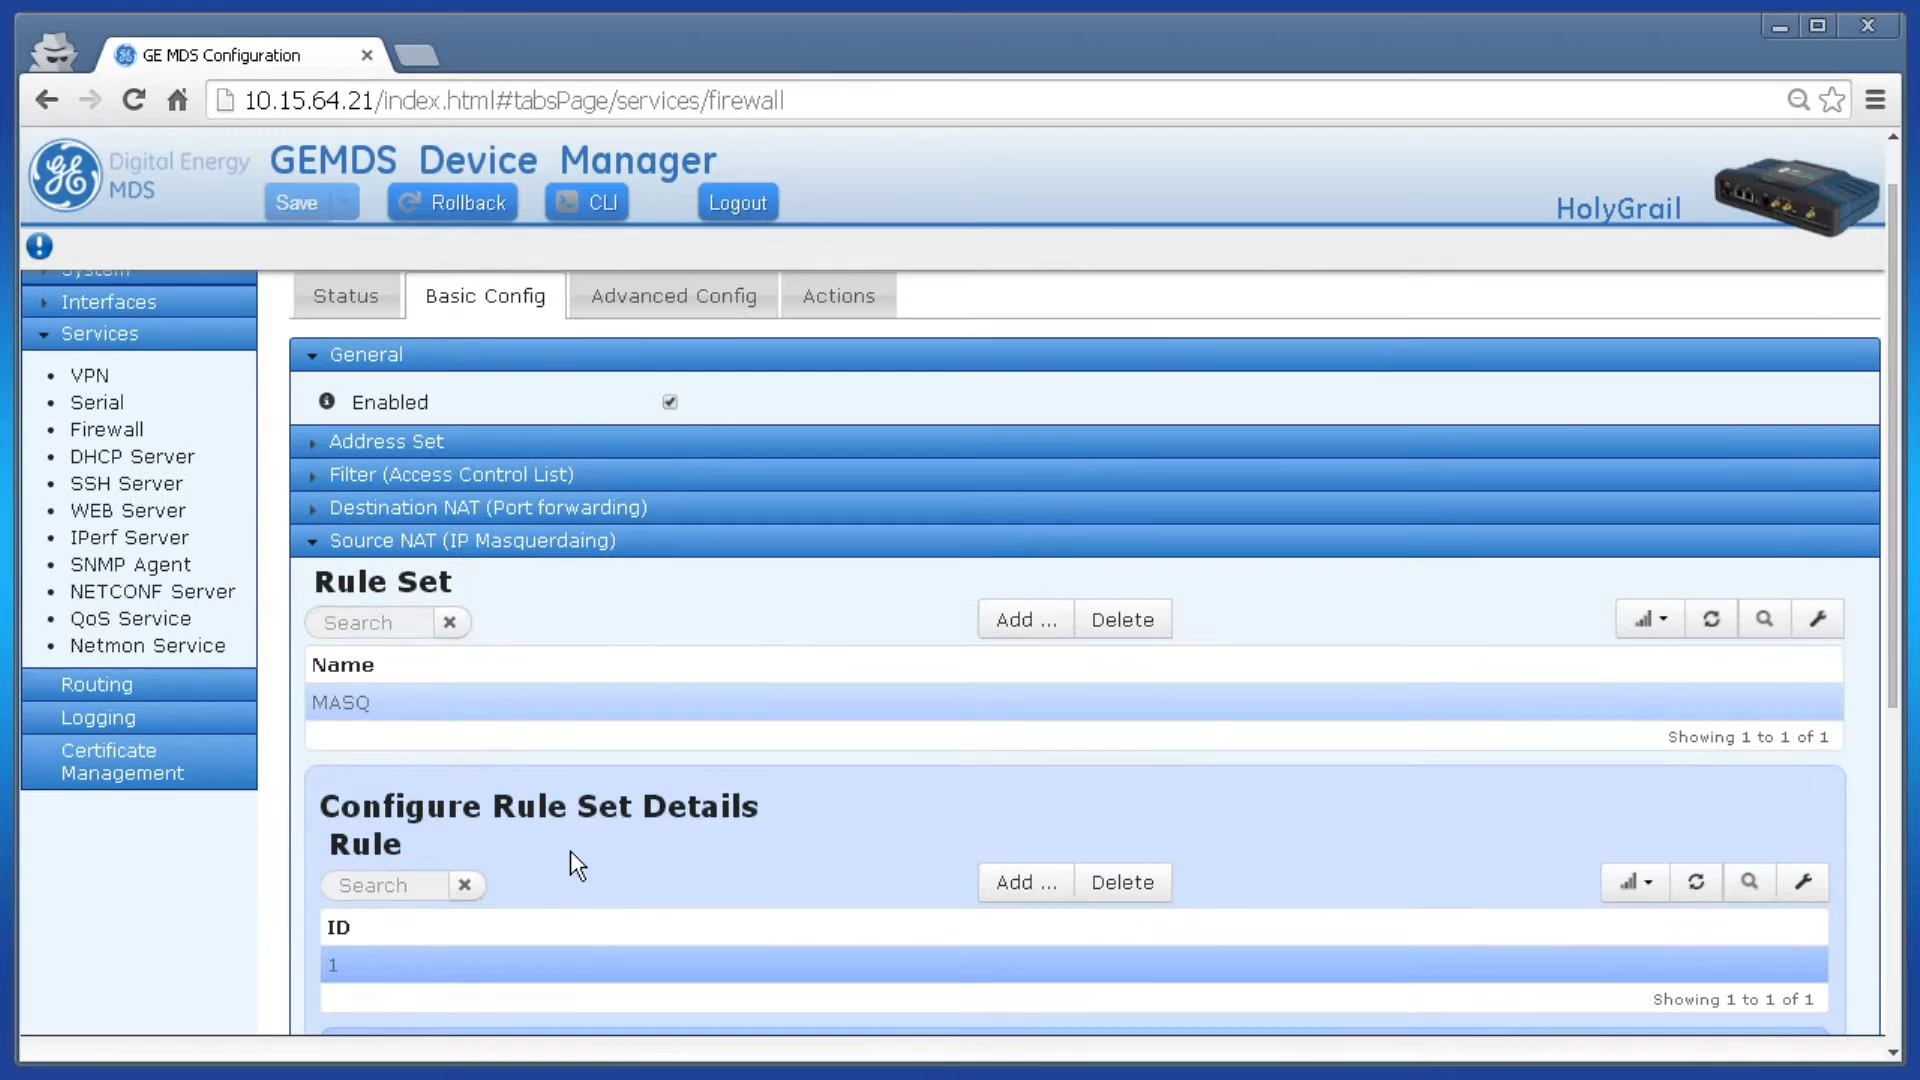 GE MDS Configuration
10.15.64.21/index.html#tabsPage/services/firewall
Digital Energy
MDS
GEMDS Device Manager
Save
Rollback
CLI
Logout
HolyGrail
System
Interfaces
Services
VPN
Serial
Firewall
DHCP Server
SSH Server
WEB Server
IPerf Server
SNMP Agent
NETCONF Server
QoS Service
Netmon Service
Routing
Logging
Certificate
Management
Status
Basic Config
Advanced Config
Actions
General
Enabled
Address Set
Filter (Access Control List)
Destination NAT (Port forwarding)
Source NAT (IP Masquerdaing)
Rule Set
Search
Add ...
Delete
Name
MASQ
Showing 1 to 1 of 1
Configure Rule Set Details
Rule
Search
Add ...
Delete
ID
1
Showing 1 to 1 of 1